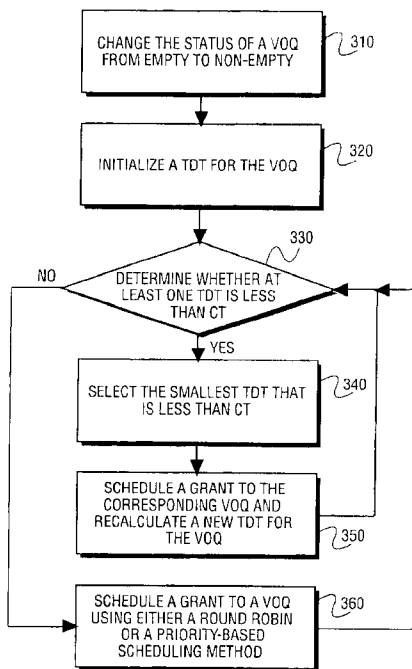 CHANGE THE STATUS OF A VOQ
FROM EMPTY TO NON-EMPTY
310
INITIALIZE A TDT FOR THE VOQ
320
330
NO
DETERMINE WHETHER AT
LEAST ONE TDT IS LESS
THAN CT
YES
340
SELECT THE SMALLEST TDT THAT
IS LESS THAN CT
SCHEDULE A GRANT TO THE
CORRESPONDING VOQ AND
RECALCULATE A NEW TDT FOR
THE VOQ
350
SCHEDULE A GRANT TO A VOQ
USING EITHER A ROUND ROBIN
OR A PRIORITY-BASED
SCHEDULING METHOD
360